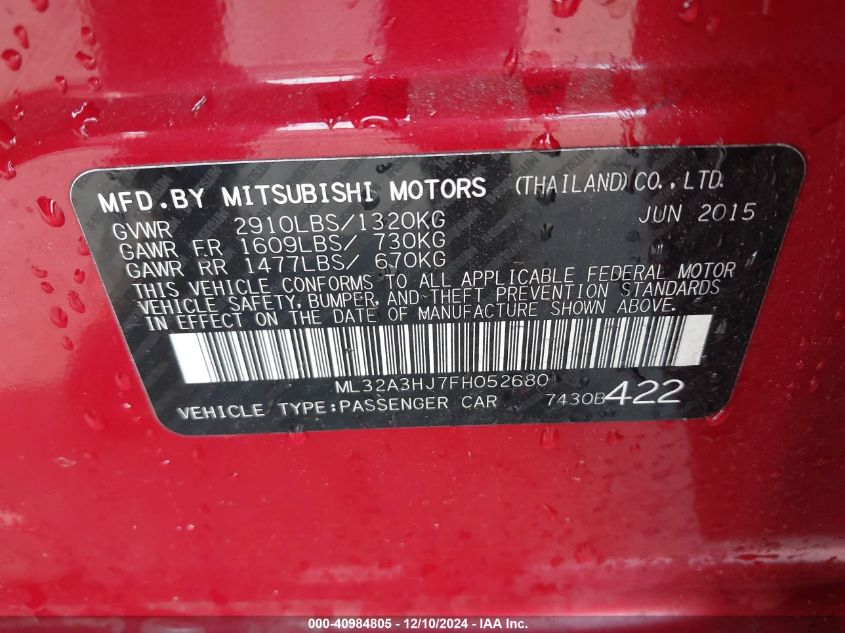 MFD.BY MITSUBISHI MOTORS (THAILAND)CO.,LTD.
GVWR 2910LBS/1320KG JUN 2015
GAWR FR 1609LBS/ 730KG
GAWR RR 1477LBS/ 670KG
THIS VEHICLE CONFORMS TO ALL APPLICABLE FEDERAL MOTOR
VEHICLE SAFETY, BUMPER, AND THEFT PREVENTION STANDARDS
IN EFFECT ON THE DATE OF MANUFACTURE SHOWN ABOVE.
ML32A3HJ7FH052680
VEHICLE TYPE:PASSENGER CAR 7430B422
000-40984805 - 12/10/2024 - IAA Inc.